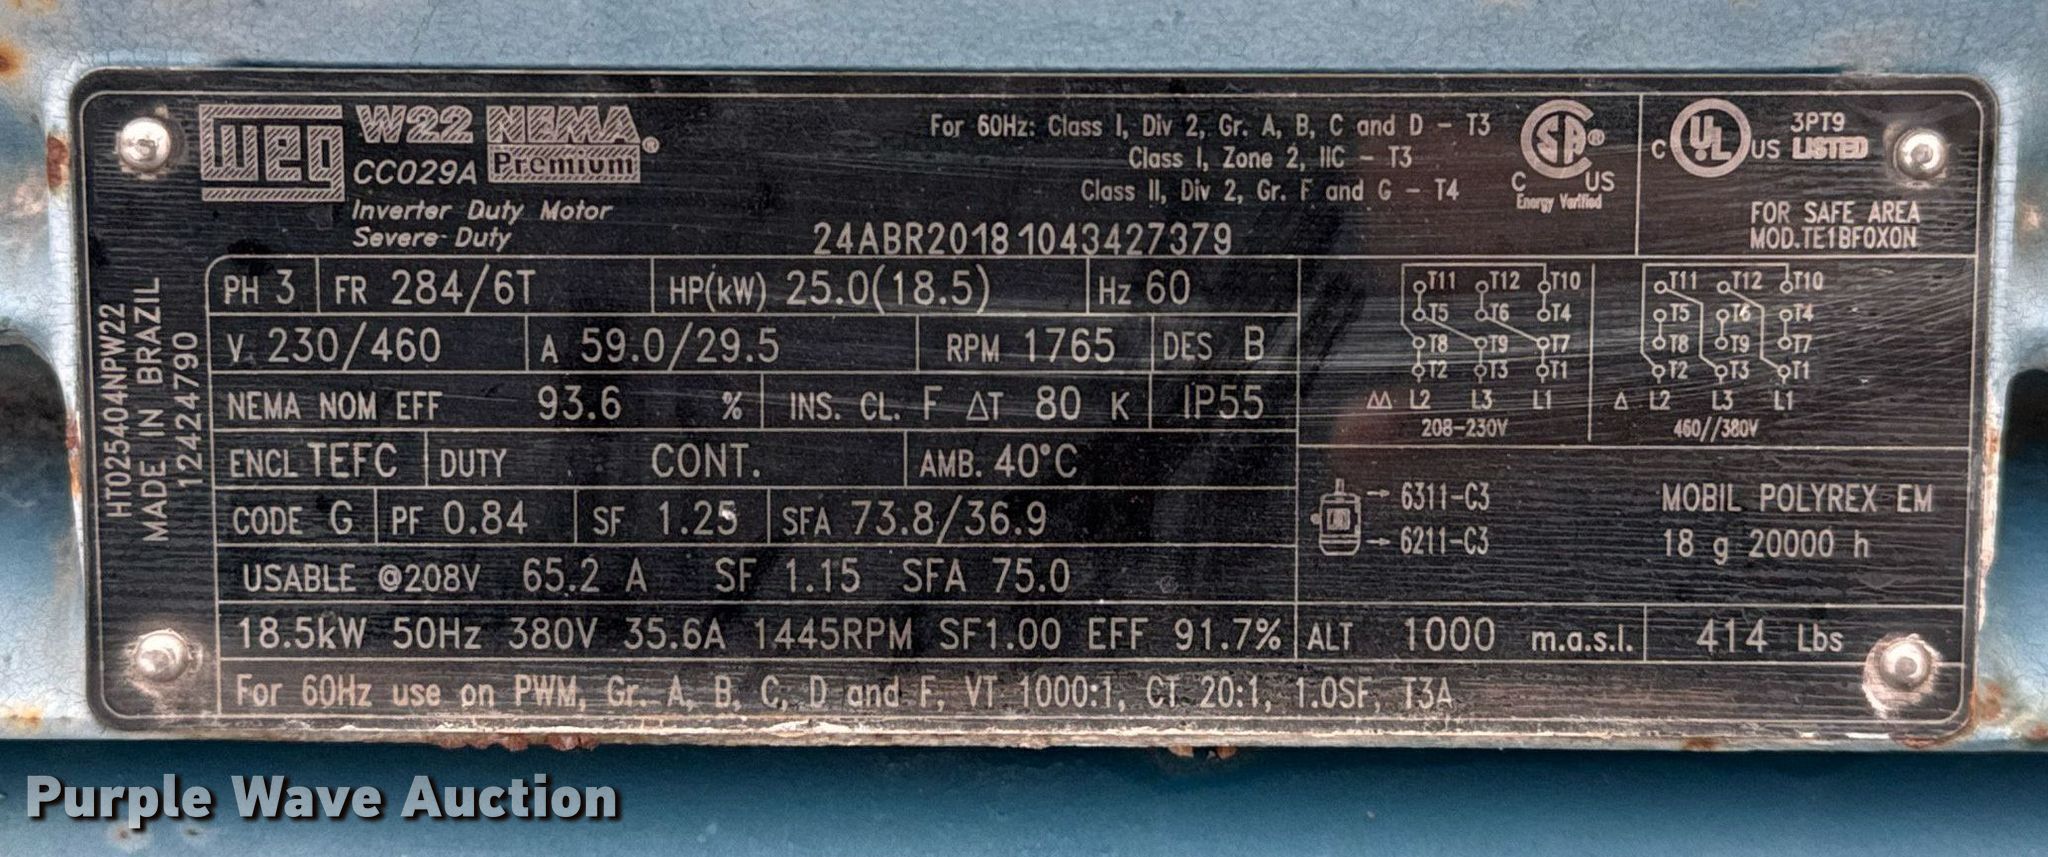 WEG W22 NEMA Premium®
CC029A
Inverter Duty Motor
Severe-Duty
For 60Hz: Class I, Div 2, Gr. A, B, C and D - T3
Class I, Zone 2, IIC - T3
Class II, Div 2, Gr. F and G - T4
24ABR2018 1043427379
CSA® C US
Energy Verified
C UL US 3PT9 LISTED
FOR SAFE AREA
MOD.TE1BF0X0N
HT025404NPW22
MADE IN BRAZIL
12424790
PH 3 FR 284/6T HP(kW) 25.0(18.5) Hz 60
V 230/460 A 59.0/29.5 RPM 1765 DES B
NEMA NOM EFF 93.6 % INS. CL. F ΔT 80 K IP55
ENCL TEFC DUTY CONT. AMB. 40°C
CODE G PF 0.84 SF 1.25 SFA 73.8/36.9
USABLE @208V 65.2 A SF 1.15 SFA 75.0
18.5kW 50Hz 380V 35.6A 1445RPM SF1.00 EFF 91.7%
For 60Hz use on PWM, Gr. A, B, C, D and F, VT 1000:1, CT 20:1, 1.0SF, T3A
T11 T12 T10
T5 T6 T4
T8 T9 T7
T2 T3 T1
ΔΔ L2 L3 L1
208-230V
T11 T12 T10
T5 T6 T4
T8 T9 T7
T2 T3 T1
Δ L2 L3 L1
460//380V
6311-C3
6211-C3
MOBIL POLYREX EM
18 g 20000 h
ALT 1000 m.a.s.l. 414 Lbs
Purple Wave Auction